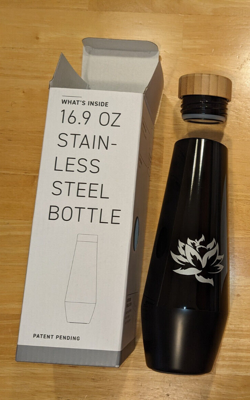 WHAT'S INSIDE
16.9 OZ
STAIN-
LESS
STEEL
BOTTLE
PATENT PENDING